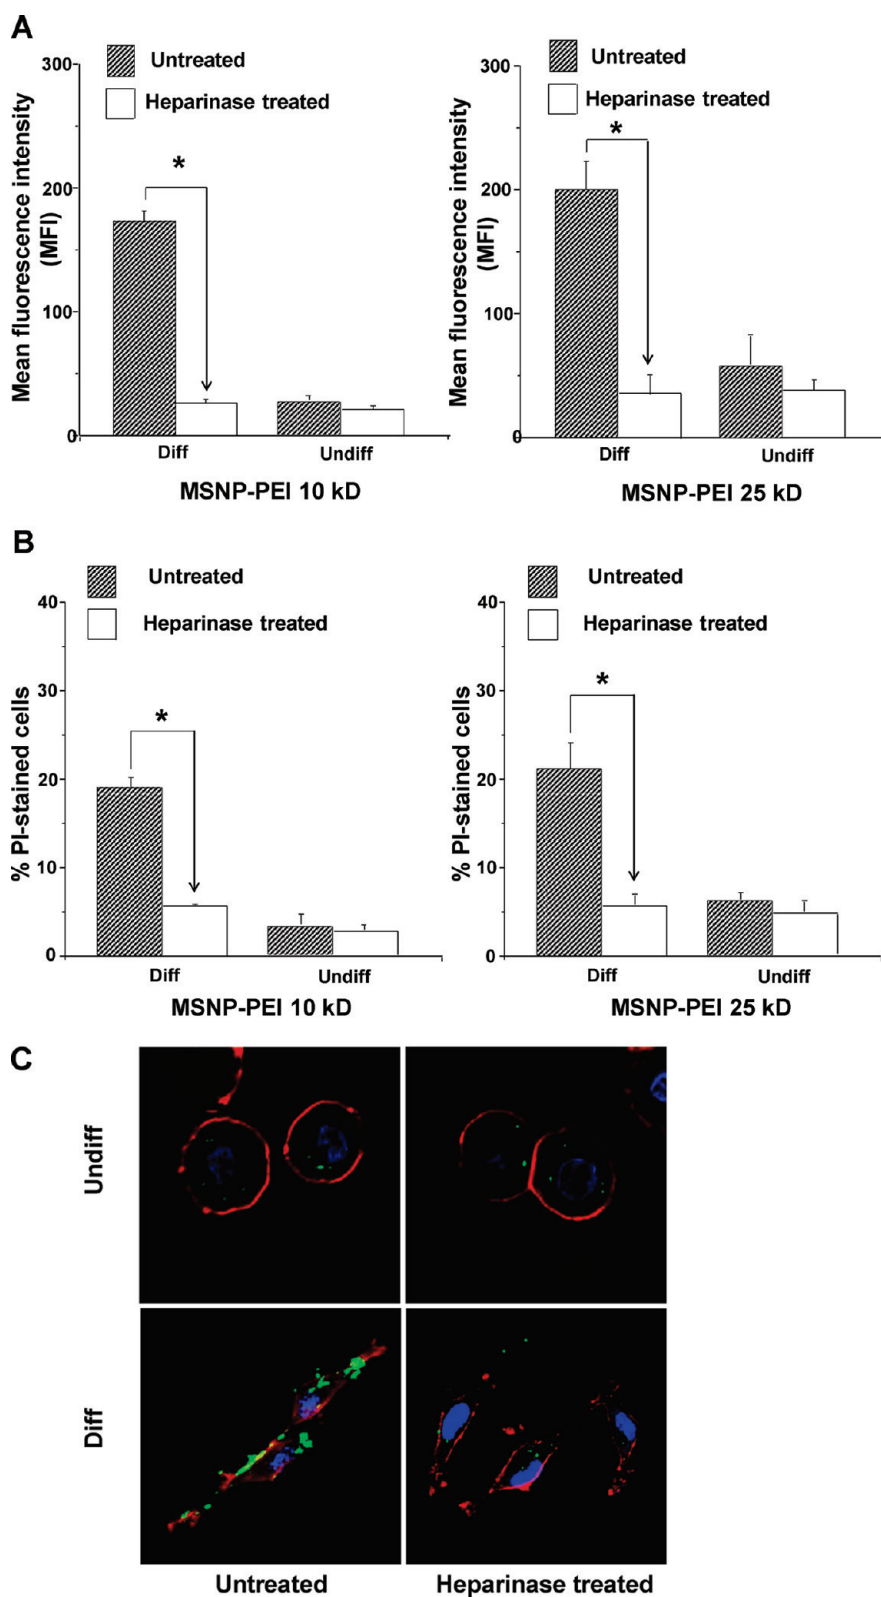 A
Untreated
Heparinase treated
*
Mean fluorescence intensity
(MFI)
300
200
100
0
Diff
Undiff
MSNP-PEI 10 kD
Untreated
Heparinase treated
*
Mean fluorescence intensity
(MFI)
300
200
100
0
Diff
Undiff
MSNP-PEI 25 kD
B
Untreated
Heparinase treated
*
% PI-stained cells
40
30
20
10
0
Diff
Undiff
MSNP-PEI 10 kD
Untreated
Heparinase treated
*
% PI-stained cells
40
30
20
10
0
Diff
Undiff
MSNP-PEI 25 kD
C
Undiff
Diff
Untreated
Heparinase treated